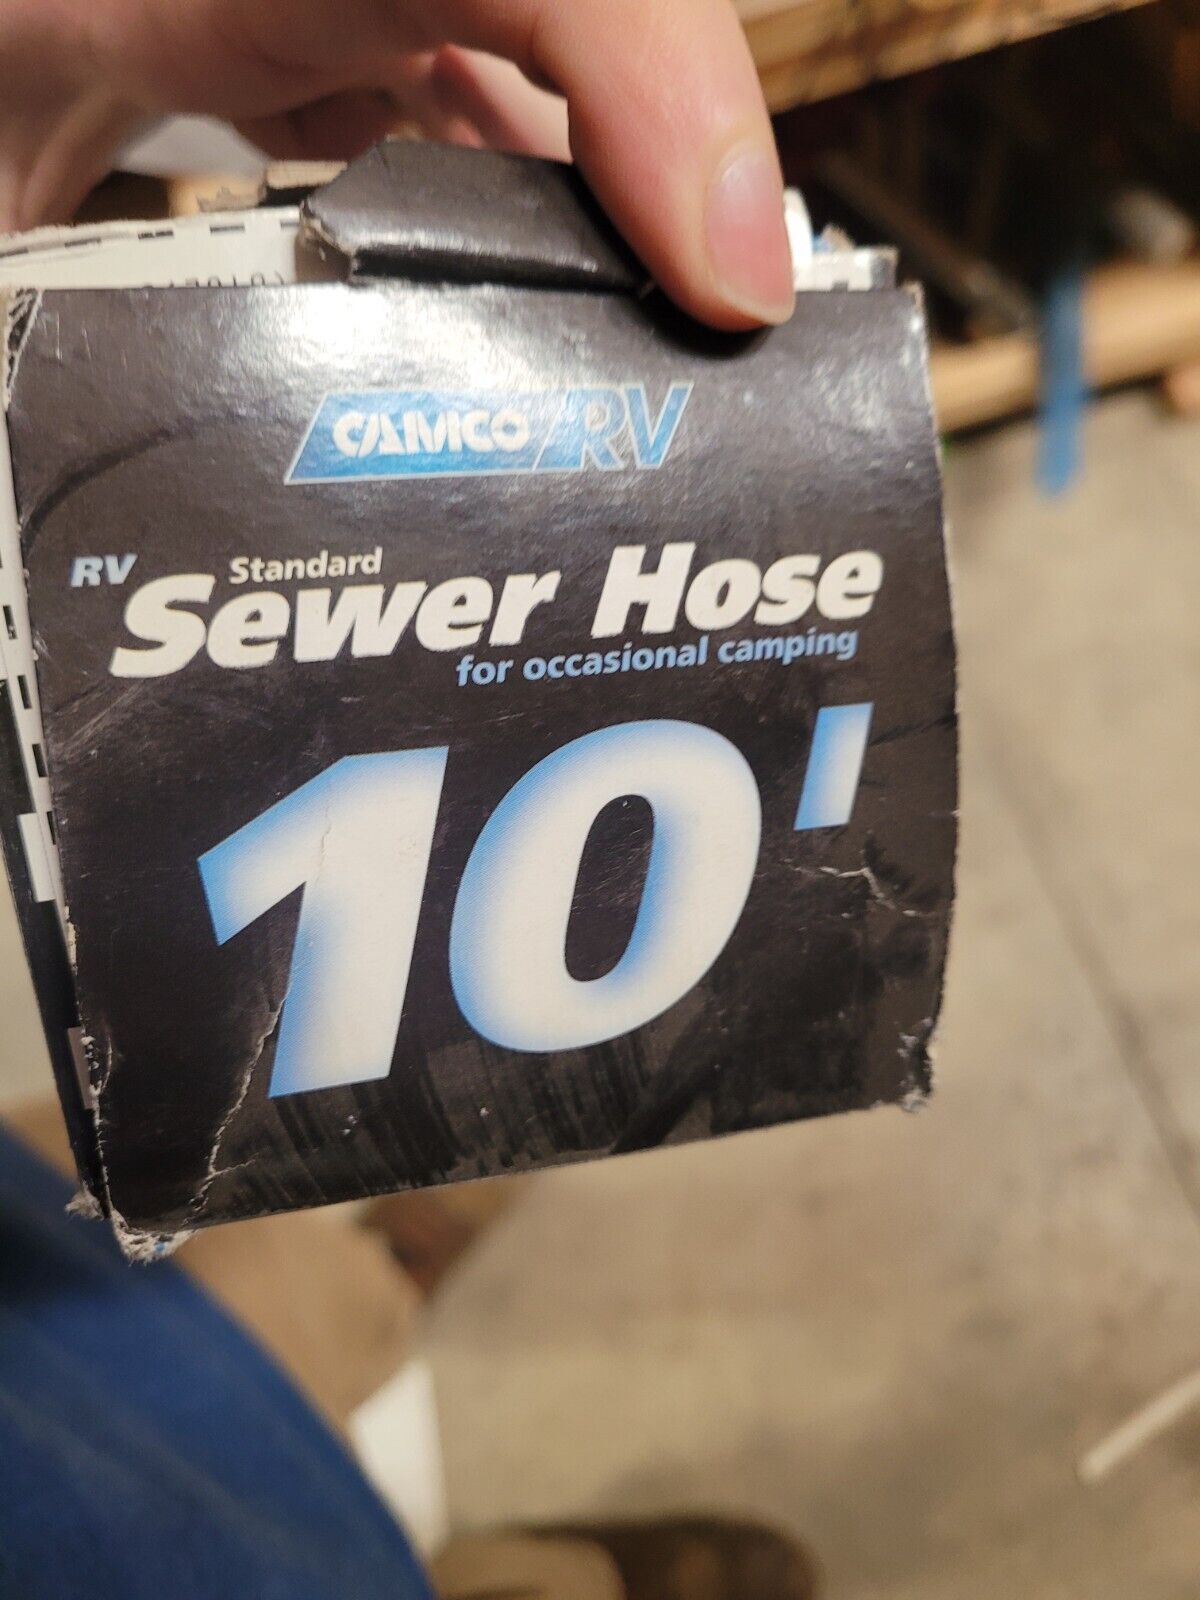 CAMCO RV
RV Standard
Sewer Hose
for occasional camping
10'